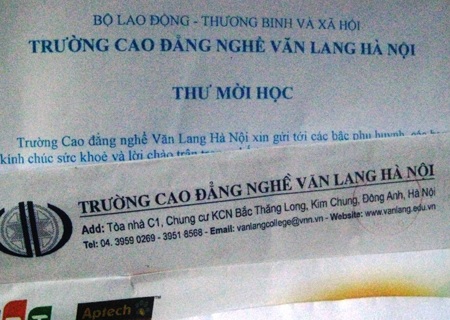 BỘ LAO ĐỘNG - THƯƠNG BINH VÀ XÃ HỘI
TRƯỜNG CAO ĐẲNG NGHỀ VĂN LANG HÀ NỘI
THƯ MỜI HỌC
Trường Cao đẳng nghề Văn Lang Hà Nội xin gửi tới các bậc phụ huynh, các
kính chúc sức khoẻ và lời chào trân
TRƯỜNG CAO ĐẲNG NGHỀ VĂN LANG HÀ NỘI
Add: Tòa nhà C1, Chung cư KCN Bắc Thăng Long, Kim Chung, Đông Anh, Hà Nội
Tel: 04. 3959 0269 - 3951 8568 - Email: vanlangcollege@vnn.vn - Website: www.vanlang.edu.vn
Aptech